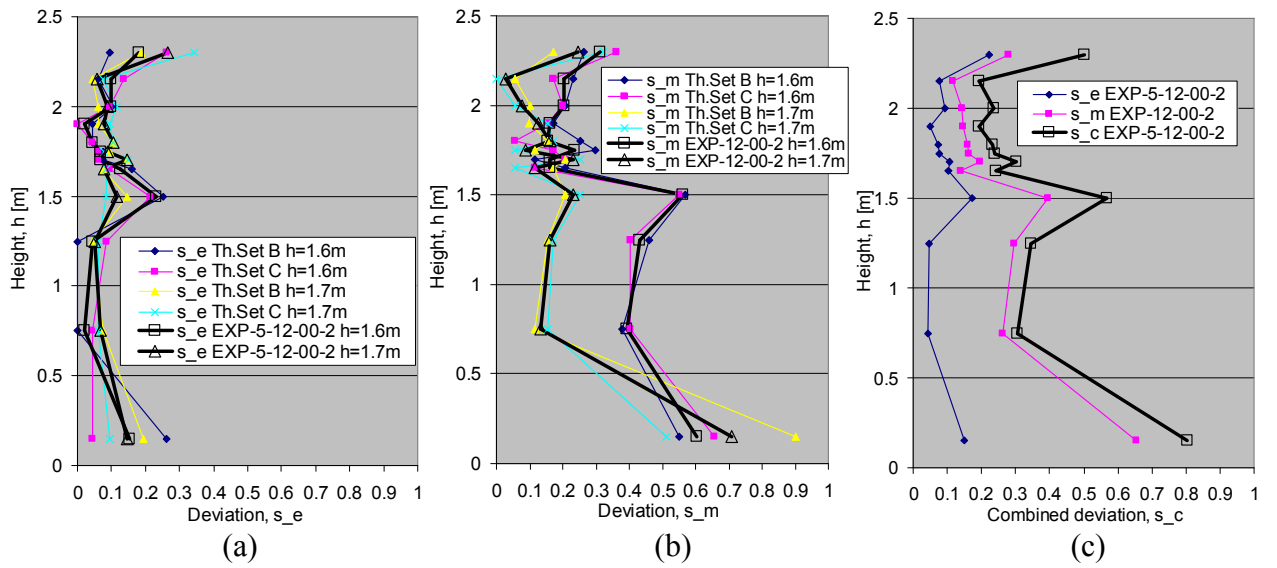 2.5
2
1.5
1
0.5
0
Height, h [m]
s_e Th.Set B h=1.6m
s_e Th.Set C h=1.6m
s_e Th.Set B h=1.7m
s_e Th.Set C h=1.7m
s_e EXP-5-12-00-2 h=1.6m
s_e EXP-5-12-00-2 h=1.7m
0 0.1 0.2 0.3 0.4 0.5 0.6 0.7 0.8 0.9 1
Deviation, s_e
(a)
2.5
2
1.5
1
0.5
0
Height, h [m]
s_m Th.Set B h=1.6m
s_m Th.Set C h=1.6m
s_m Th.Set B h=1.7m
s_m Th.Set C h=1.7m
s_m EXP-12-00-2 h=1.6m
s_m EXP-12-00-2 h=1.7m
0 0.1 0.2 0.3 0.4 0.5 0.6 0.7 0.8 0.9 1
Deviation, s_m
(b)
2.5
2
1.5
1
0.5
0
Height, h [m]
s_e EXP-5-12-00-2
s_m EXP-12-00-2
s_c EXP-5-12-00-2
0 0.1 0.2 0.3 0.4 0.5 0.6 0.7 0.8 0.9 1
Combined deviation, s_c
(c)